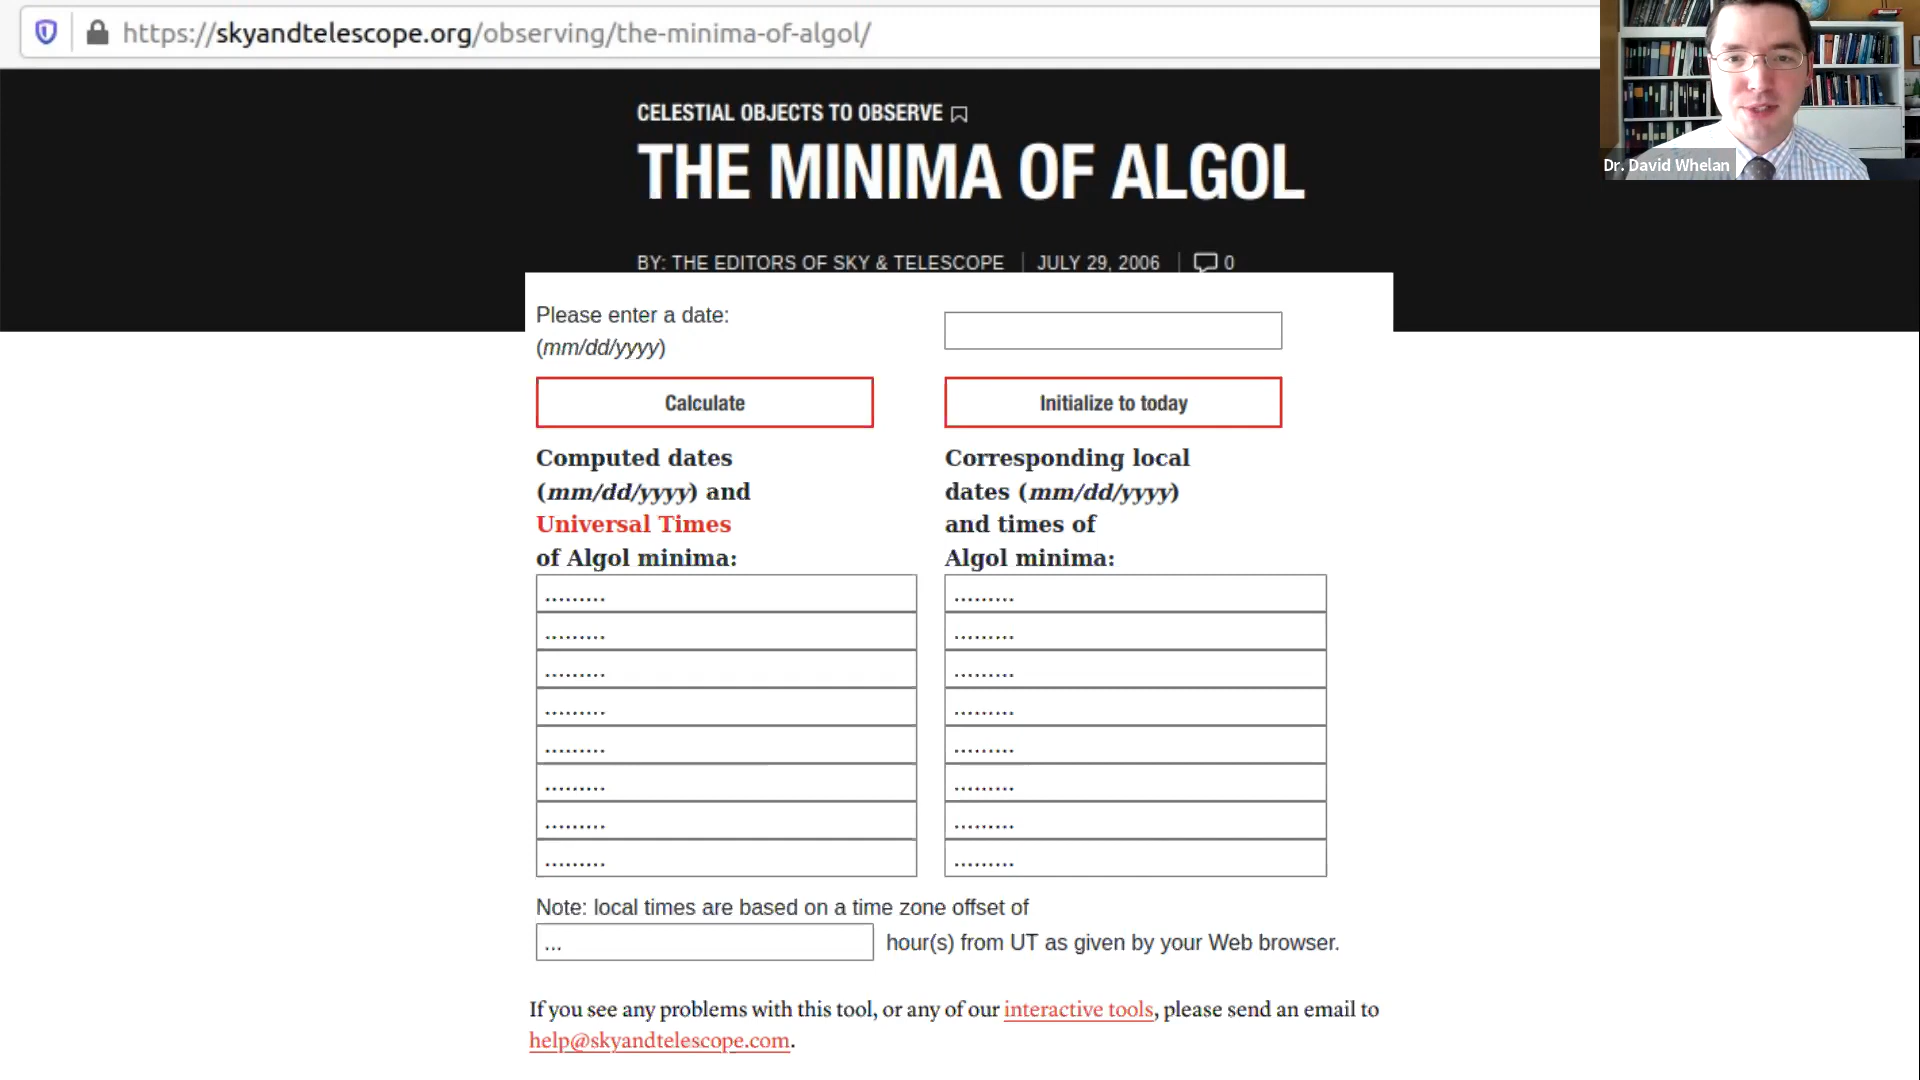 https://skyandtelescope.org/observing/the-minima-of-algol/
CELESTIAL OBJECTS TO OBSERVE
THE MINIMA OF ALGOL
Dr. David Whelan
BY: THE EDITORS OF SKY & TELESCOPE
JULY 29, 2006
0
Please enter a date:
(mm/dd/yyyy)
Calculate
Initialize to today
Computed dates
(mm/dd/yyyy) and
Universal Times
of Algol minima:
.........
.........
.........
.........
.........
.........
.........
.........
Corresponding local
dates (mm/dd/yyyy)
and times of
Algol minima:
.........
.........
.........
.........
.........
.........
.........
.........
Note: local times are based on a time zone offset of
... hour(s) from UT as given by your Web browser.
If you see any problems with this tool, or any of our interactive tools, please send an email to
help@skyandtelescope.com.